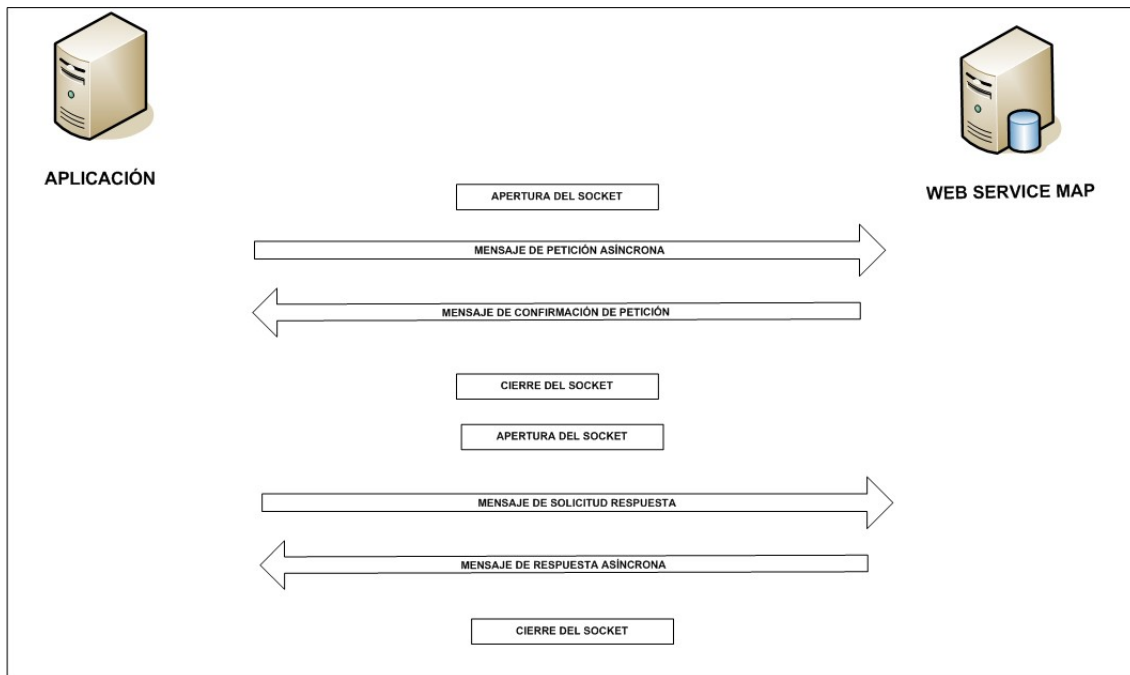 APLICACIÓN
WEB SERVICE MAP
APERTURA DEL SOCKET
MENSAJE DE PETICIÓN ASÍNCRONA
MENSAJE DE CONFIRMACIÓN DE PETICIÓN
CIERRE DEL SOCKET
APERTURA DEL SOCKET
MENSAJE DE SOLICITUD RESPUESTA
MENSAJE DE RESPUESTA ASÍNCRONA
CIERRE DEL SOCKET